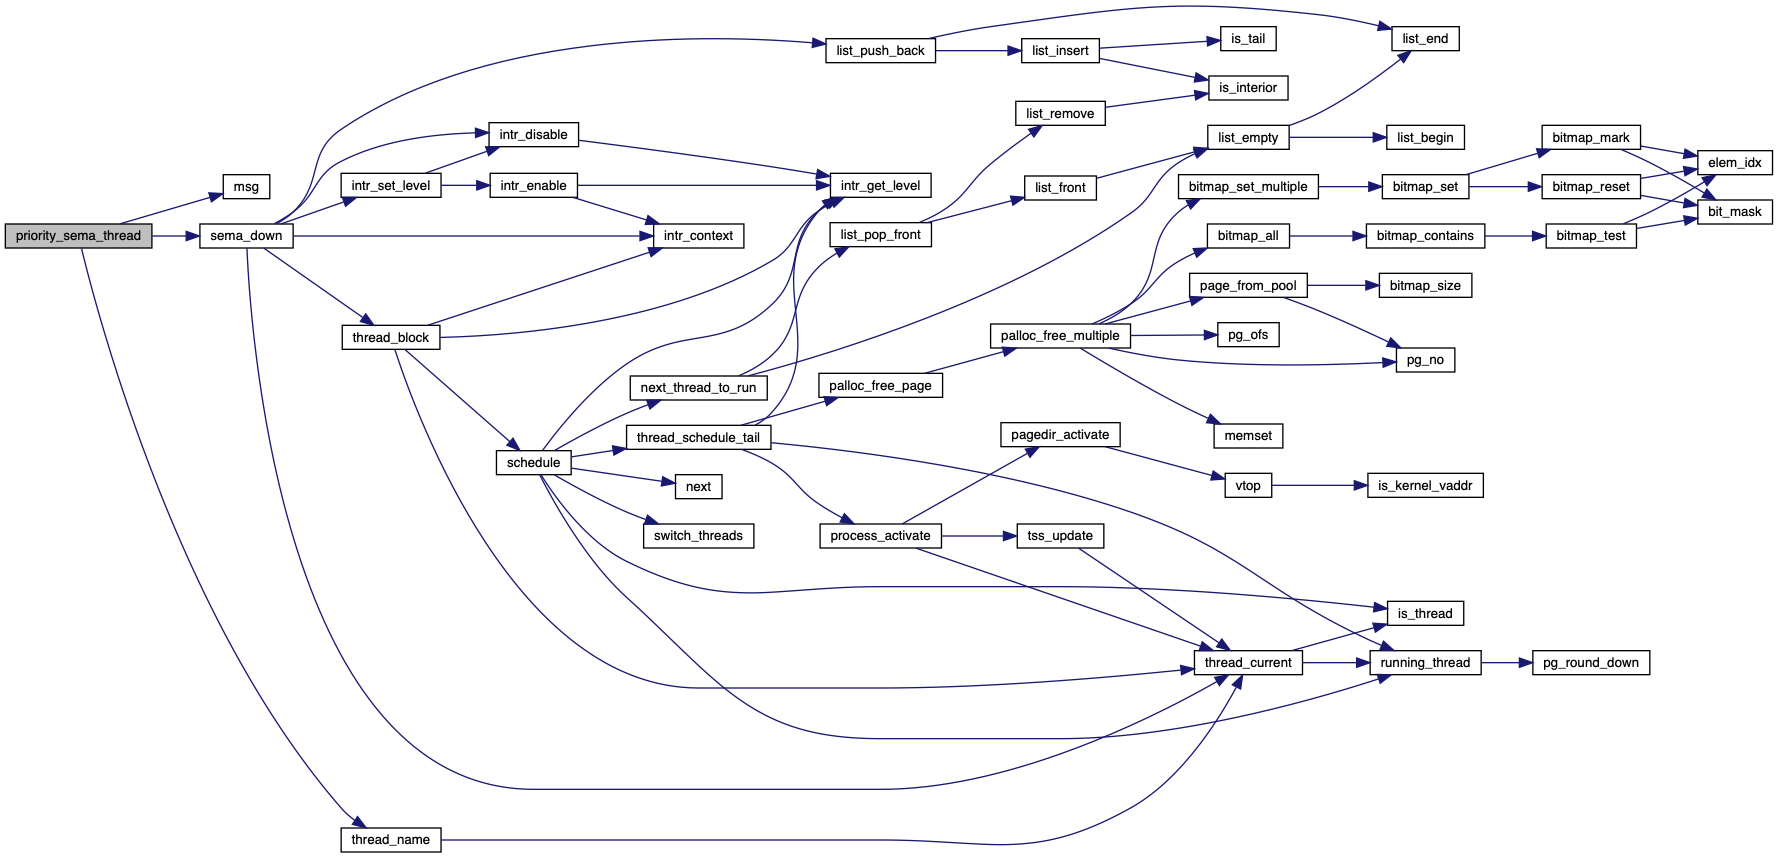 priority_sema_thread
msg
sema_down
thread_name
intr_set_level
thread_block
intr_disable
intr_enable
schedule
intr_context
next_thread_to_run
thread_schedule_tail
next
switch_threads
list_push_back
intr_get_level
list_pop_front
palloc_free_page
process_activate
list_insert
list_remove
list_front
palloc_free_multiple
pagedir_activate
tss_update
is_tail
is_interior
list_empty
bitmap_set_multiple
bitmap_all
page_from_pool
pg_ofs
memset
vtop
thread_current
list_end
list_begin
bitmap_set
bitmap_contains
bitmap_size
pg_no
is_kernel_vaddr
is_thread
running_thread
bitmap_mark
bitmap_reset
bitmap_test
pg_round_down
elem_idx
bit_mask